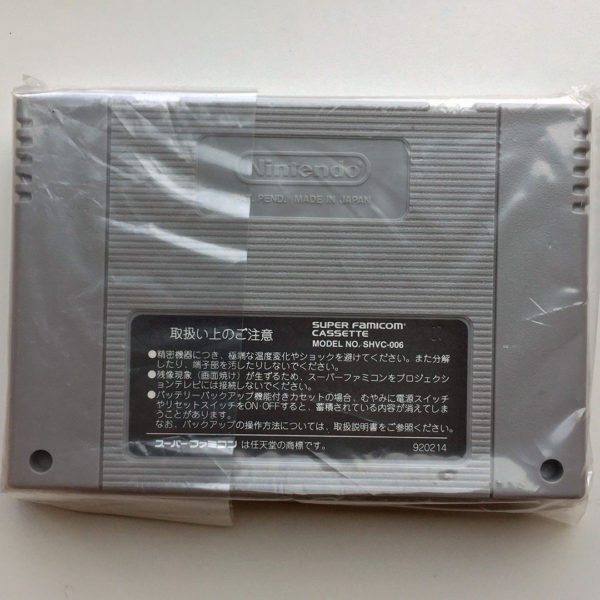 Nintendo
PEND. MADE IN JAPAN
取扱い上のご注意
SUPER FAMICOM
CASSETTE
MODEL NO. SHVC-006
●精密機器につき、極端な温度変化やショックを避けてください。また分解
したり、端子部を汚したりしないでください。
●残像現象(画面焼け)が生ずるため、スーパーファミコンをプロジェクシ
ョンテレビには接続しないでください。
●バッテリーバックアップ機能付きカセットの場合、むやみに電源スイッチ
やリセットスイッチをON・OFFすると、蓄積されている内容が消えてしま
うことがあります。
なお、バックアップの操作方法については、取扱説明書をご参照ください。
スーパーファミコン は任天堂の商標です。
920214